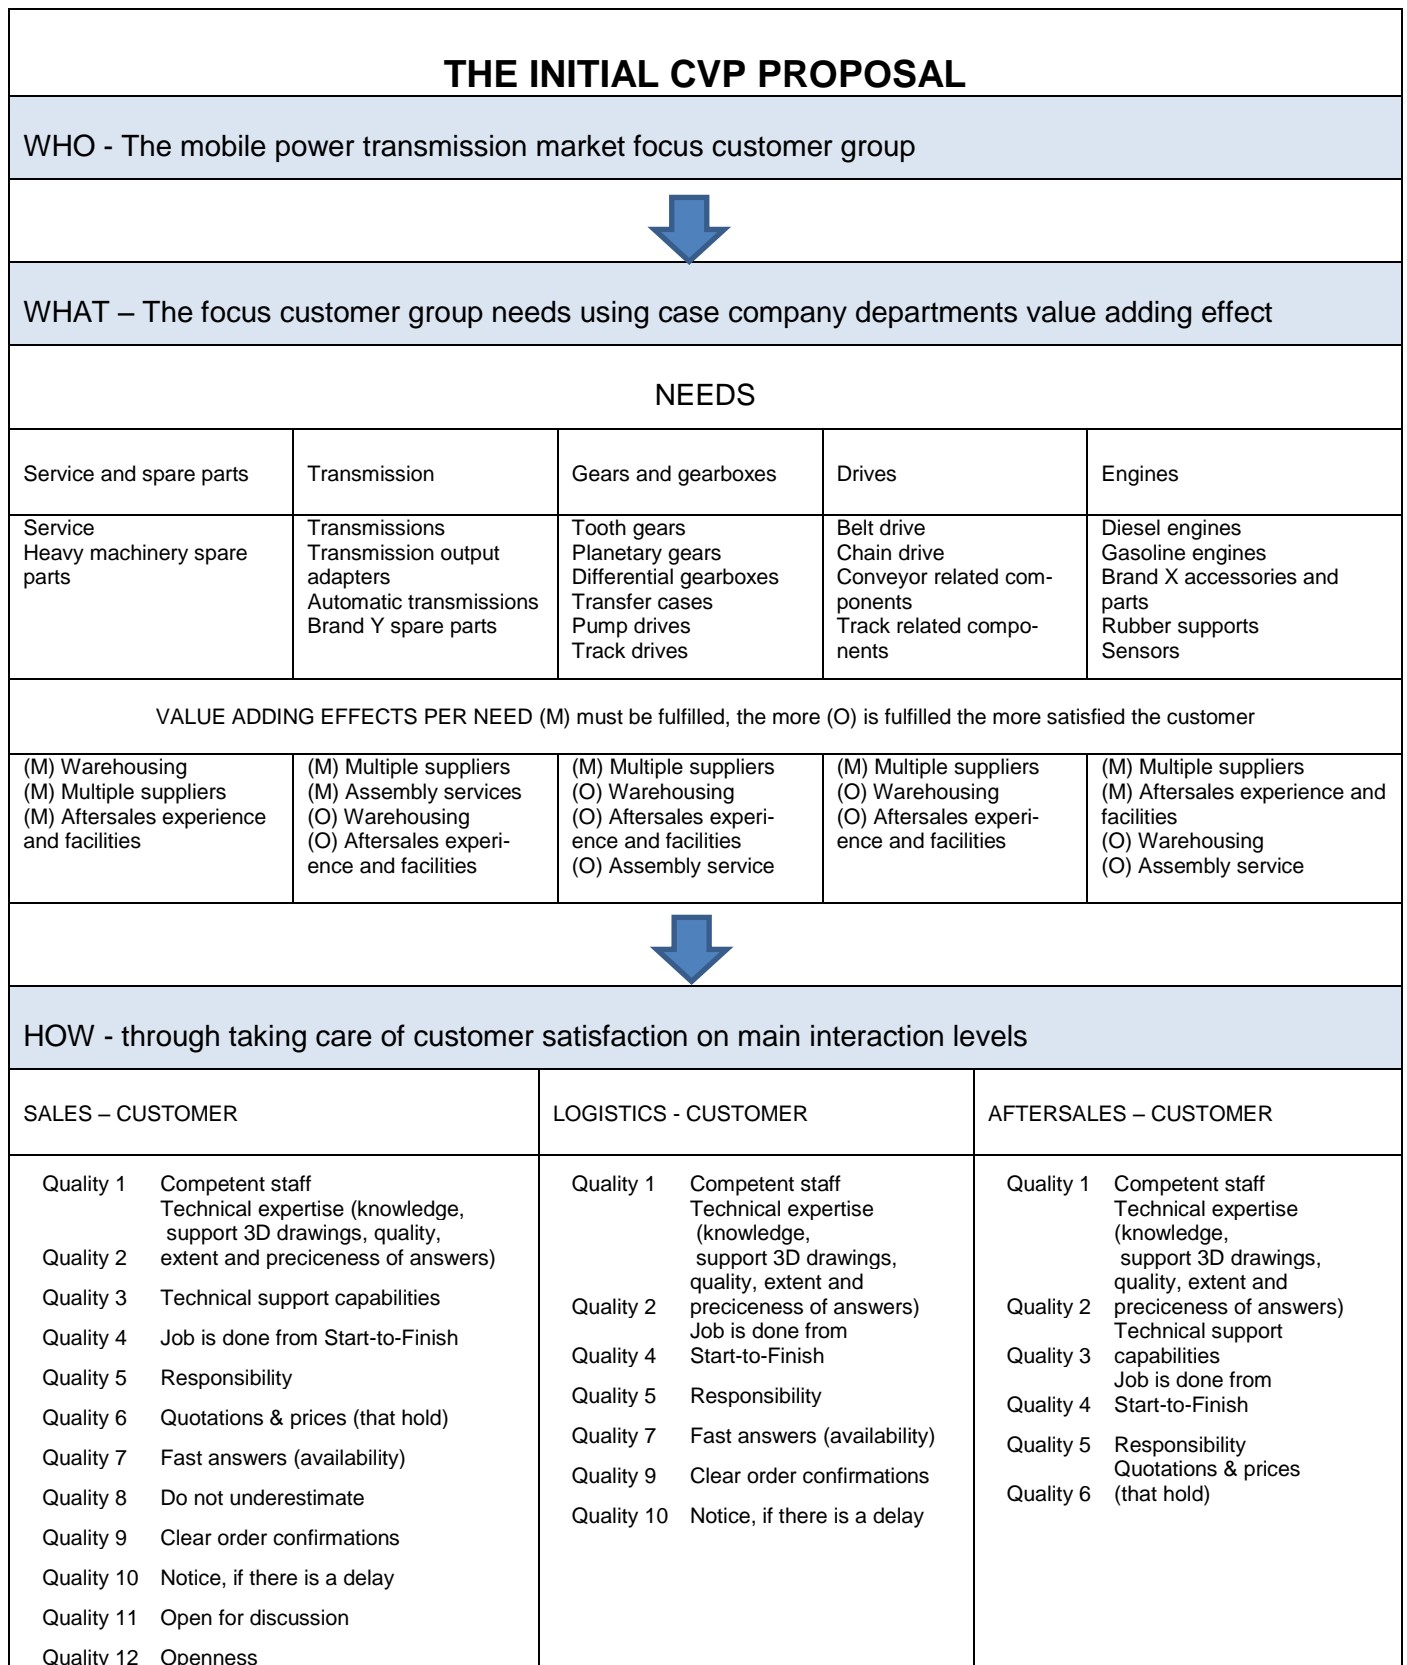 THE INITIAL CVP PROPOSAL
WHO - The mobile power transmission market focus customer group
WHAT – The focus customer group needs using case company departments value adding effect
NEEDS
Service and spare parts
Transmission
Gears and gearboxes
Drives
Engines
Service
Heavy machinery spare
parts
Transmissions
Transmission output
adapters
Automatic transmissions
Brand Y spare parts
Tooth gears
Planetary gears
Differential gearboxes
Transfer cases
Pump drives
Track drives
Belt drive
Chain drive
Conveyor related com-
ponents
Track related compo-
nents
Diesel engines
Gasoline engines
Brand X accessories and
parts
Rubber supports
Sensors
VALUE ADDING EFFECTS PER NEED (M) must be fulfilled, the more (O) is fulfilled the more satisfied the customer
(M) Warehousing
(M) Multiple suppliers
(M) Aftersales experience
and facilities
(M) Multiple suppliers
(M) Assembly services
(O) Warehousing
(O) Aftersales experi-
ence and facilities
(M) Multiple suppliers
(O) Warehousing
(O) Aftersales experi-
ence and facilities
(O) Assembly service
(M) Multiple suppliers
(O) Warehousing
(O) Aftersales experi-
ence and facilities
(M) Multiple suppliers
(M) Aftersales experience and
facilities
(O) Warehousing
(O) Assembly service
HOW - through taking care of customer satisfaction on main interaction levels
SALES – CUSTOMER
LOGISTICS - CUSTOMER
AFTERSALES – CUSTOMER
Quality 1 Competent staff
Technical expertise (knowledge,
support 3D drawings, quality,
Quality 2 extent and preciceness of answers)
Quality 3 Technical support capabilities
Quality 4 Job is done from Start-to-Finish
Quality 5 Responsibility
Quality 6 Quotations & prices (that hold)
Quality 7 Fast answers (availability)
Quality 8 Do not underestimate
Quality 9 Clear order confirmations
Quality 10 Notice, if there is a delay
Quality 11 Open for discussion
Quality 12 Openness
Quality 1 Competent staff
Technical expertise
(knowledge,
support 3D drawings,
quality, extent and
Quality 2 preciceness of answers)
Job is done from
Quality 4 Start-to-Finish
Quality 5 Responsibility
Quality 7 Fast answers (availability)
Quality 9 Clear order confirmations
Quality 10 Notice, if there is a delay
Quality 1 Competent staff
Technical expertise
(knowledge,
support 3D drawings,
quality, extent and
Quality 2 preciceness of answers)
Technical support
Quality 3 capabilities
Job is done from
Quality 4 Start-to-Finish
Quality 5 Responsibility
Quotations & prices
Quality 6 (that hold)